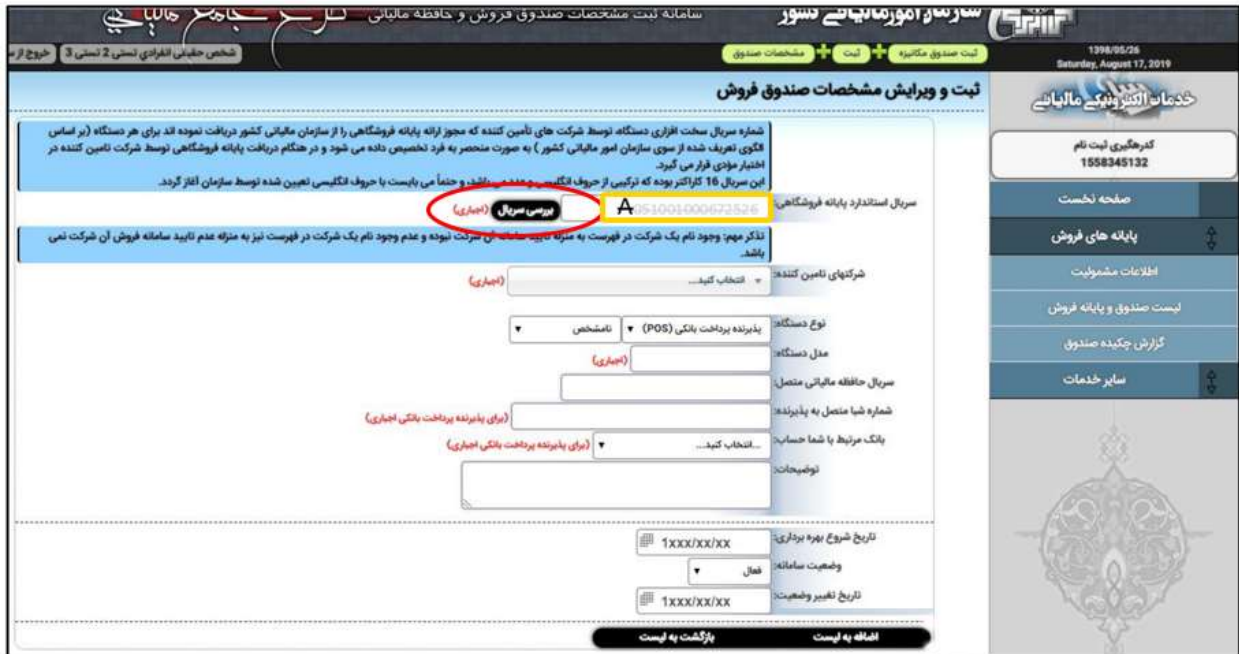 سازمان امور مالیاتی کشور
سامانه ثبت مشخصات صندوق فروش و حافظه مالیاتی
1398/05/26
Saturday, August 17, 2019
ثبت صندوق مکانیزه
ثبت
مشخصات صندوق
شخص حقیقی انفرادی تستی 2 تستی 3
خروج از
خدمات الکترونیکی مالیاتی
کدرهگیری ثبت نام
1558345132
صفحه نخست
پایانه های فروش
اطلاعات مشمولیت
لیست صندوق و پایانه فروش
گزارش چکیده صندوق
سایر خدمات
ثبت و ویرایش مشخصات صندوق فروش
شماره سریال سخت افزاری دستگاه، توسط شرکت های تأمین کننده که مجوز ارائه پایانه فروشگاهی را از سازمان مالیاتی کشور دریافت نموده اند برای هر دستگاه (بر اساس
الگوی تعریف شده از سوی سازمان امور مالیاتی کشور ) به صورت منحصر به فرد تخصیص داده می شود و در هنگام دریافت پایانه فروشگاهی توسط شرکت تامین کننده در
اختیار مؤدی قرار می گیرد.
این سریال 16 کاراکتر بوده که ترکیبی از حروف انگلیسی و عدد می باشد، و حتماً می بایست با حروف انگلیسی تعیین شده توسط سازمان آغاز گردد.
سریال استاندارد پایانه فروشگاهی: A051001000672526 بررسی سریال (اجباری)
تذکر مهم: وجود نام یک شرکت در فهرست به منزله تایید سامانه آن شرکت نبوده و عدم وجود نام یک شرکت در فهرست نیز به منزله عدم تایید سامانه فروش آن شرکت نمی
باشد.
شرکتهای تامین کننده: انتخاب کنید... (اجباری)
نوع دستگاه: پذیرنده پرداخت بانکی (POS) نامشخص
مدل دستگاه: (اجباری)
سریال حافظه مالیاتی متصل:
شماره شبا متصل به پذیرنده: (برای پذیرنده پرداخت بانکی اجباری)
بانک مرتبط با شما حساب: ...انتخاب کنید... (برای پذیرنده پرداخت بانکی اجباری)
توضیحات:
تاریخ شروع بهره برداری: 1xxx/xx/xx
وضعیت سامانه: فعال
تاریخ تغییر وضعیت: 1xxx/xx/xx
اضافه به لیست
بازگشت به لیست